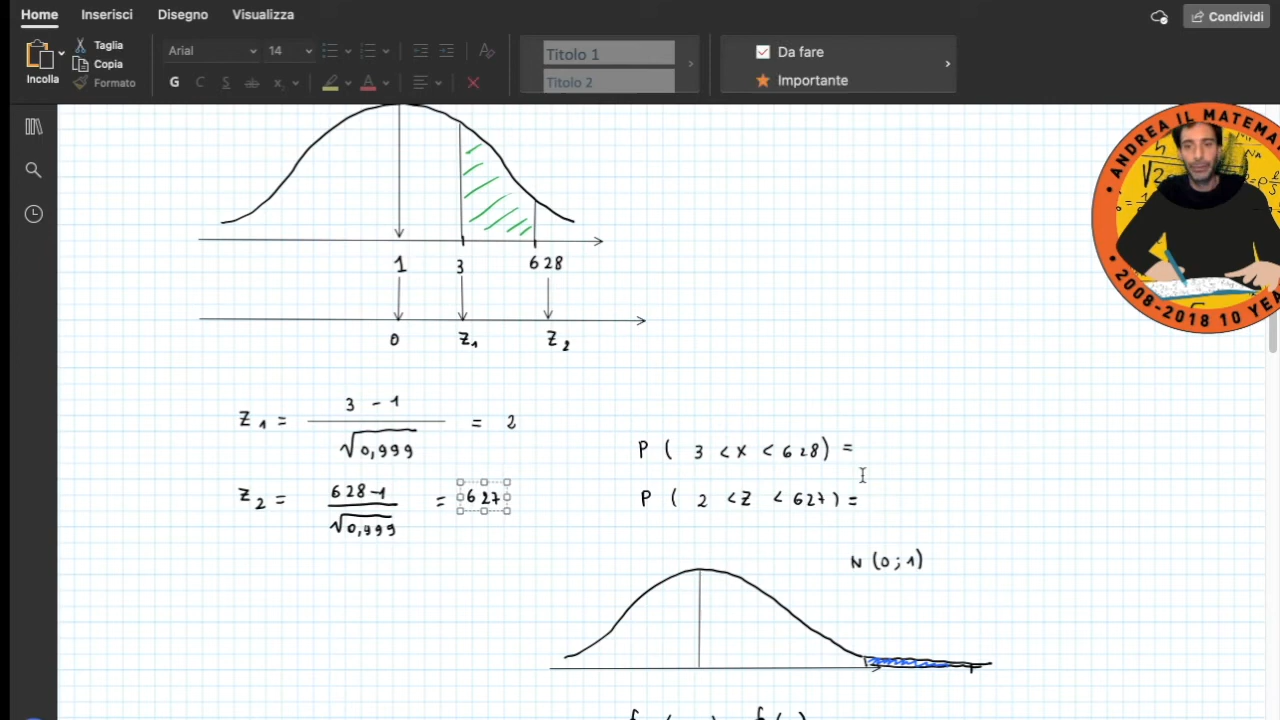 Home Inserisci Disegno Visualizza
Condividi
Incolla
Taglia
Copia
Formato
Arial 14
G C S ab x
A
Titolo 1
Titolo 2
Da fare
Importante
ANDREA IL MATEMA
2008-2018 10 YEA
1 3 628
0 Z₁ Z₂
Z₁ = 3 - 1 / √0,999 = 2
P ( 3 < X < 628) =
Z₂ = 628-1 / √0,999 = 627
P ( 2 < Z < 627) =
N (0;1)